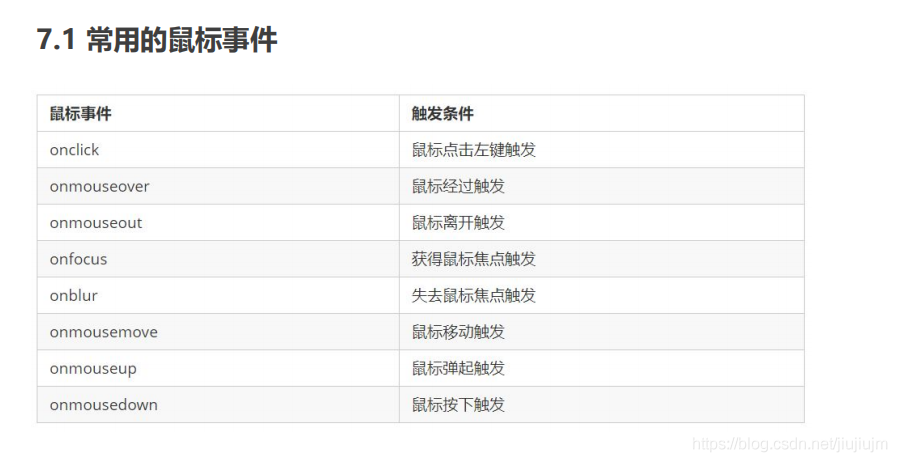 7.1 常用的鼠标事件
鼠标事件 触发条件
onclick 鼠标点击左键触发
onmouseover 鼠标经过触发
onmouseout 鼠标离开触发
onfocus 获得鼠标焦点触发
onblur 失去鼠标焦点触发
onmousemove 鼠标移动触发
onmouseup 鼠标弹起触发
onmousedown 鼠标按下触发
https://blog.csdn.net/jiujiujm